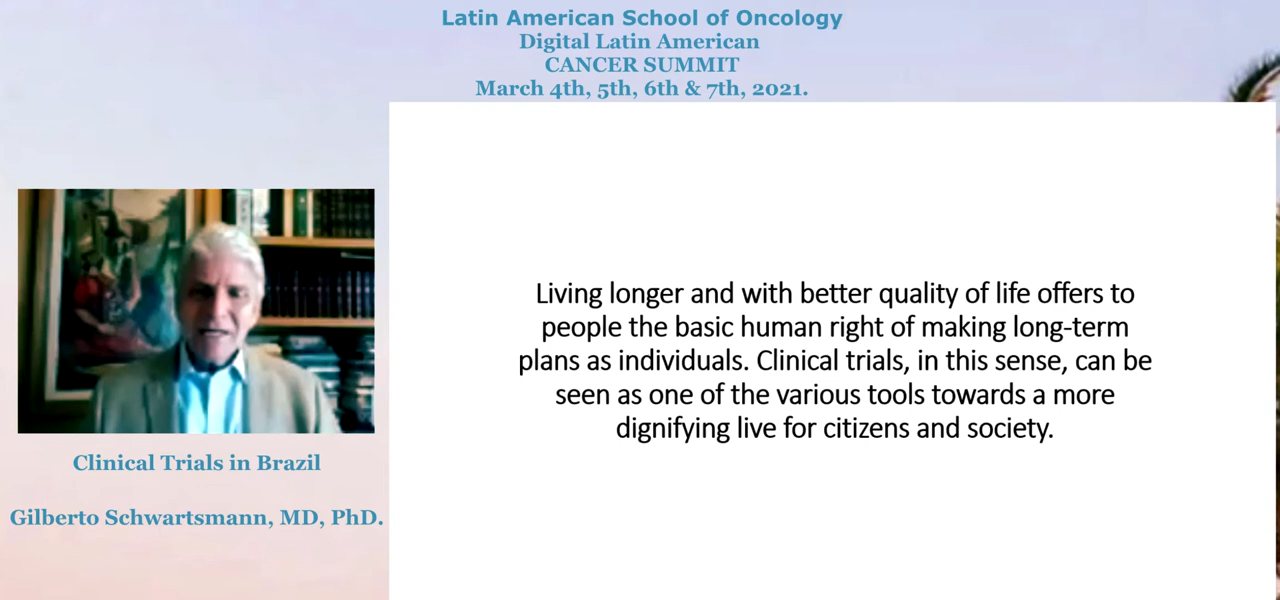 Latin American School of Oncology
Digital Latin American
CANCER SUMMIT
March 4th, 5th, 6th & 7th, 2021.
Living longer and with better quality of life offers to
people the basic human right of making long-term
plans as individuals. Clinical trials, in this sense, can be
seen as one of the various tools towards a more
dignifying live for citizens and society.
Clinical Trials in Brazil
Gilberto Schwartsmann, MD, PhD.